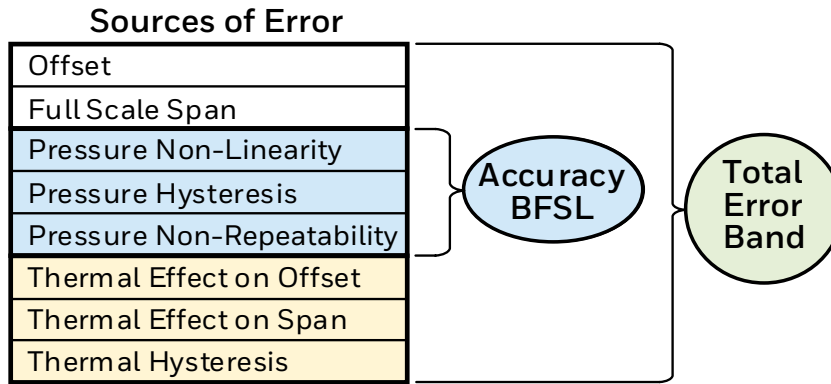 Sources of Error
Offset
Full Scale Span
Pressure Non-Linearity
Pressure Hysteresis
Pressure Non-Repeatability
Thermal Effect on Offset
Thermal Effect on Span
Thermal Hysteresis
Accuracy
BFSL
Total
Error
Band